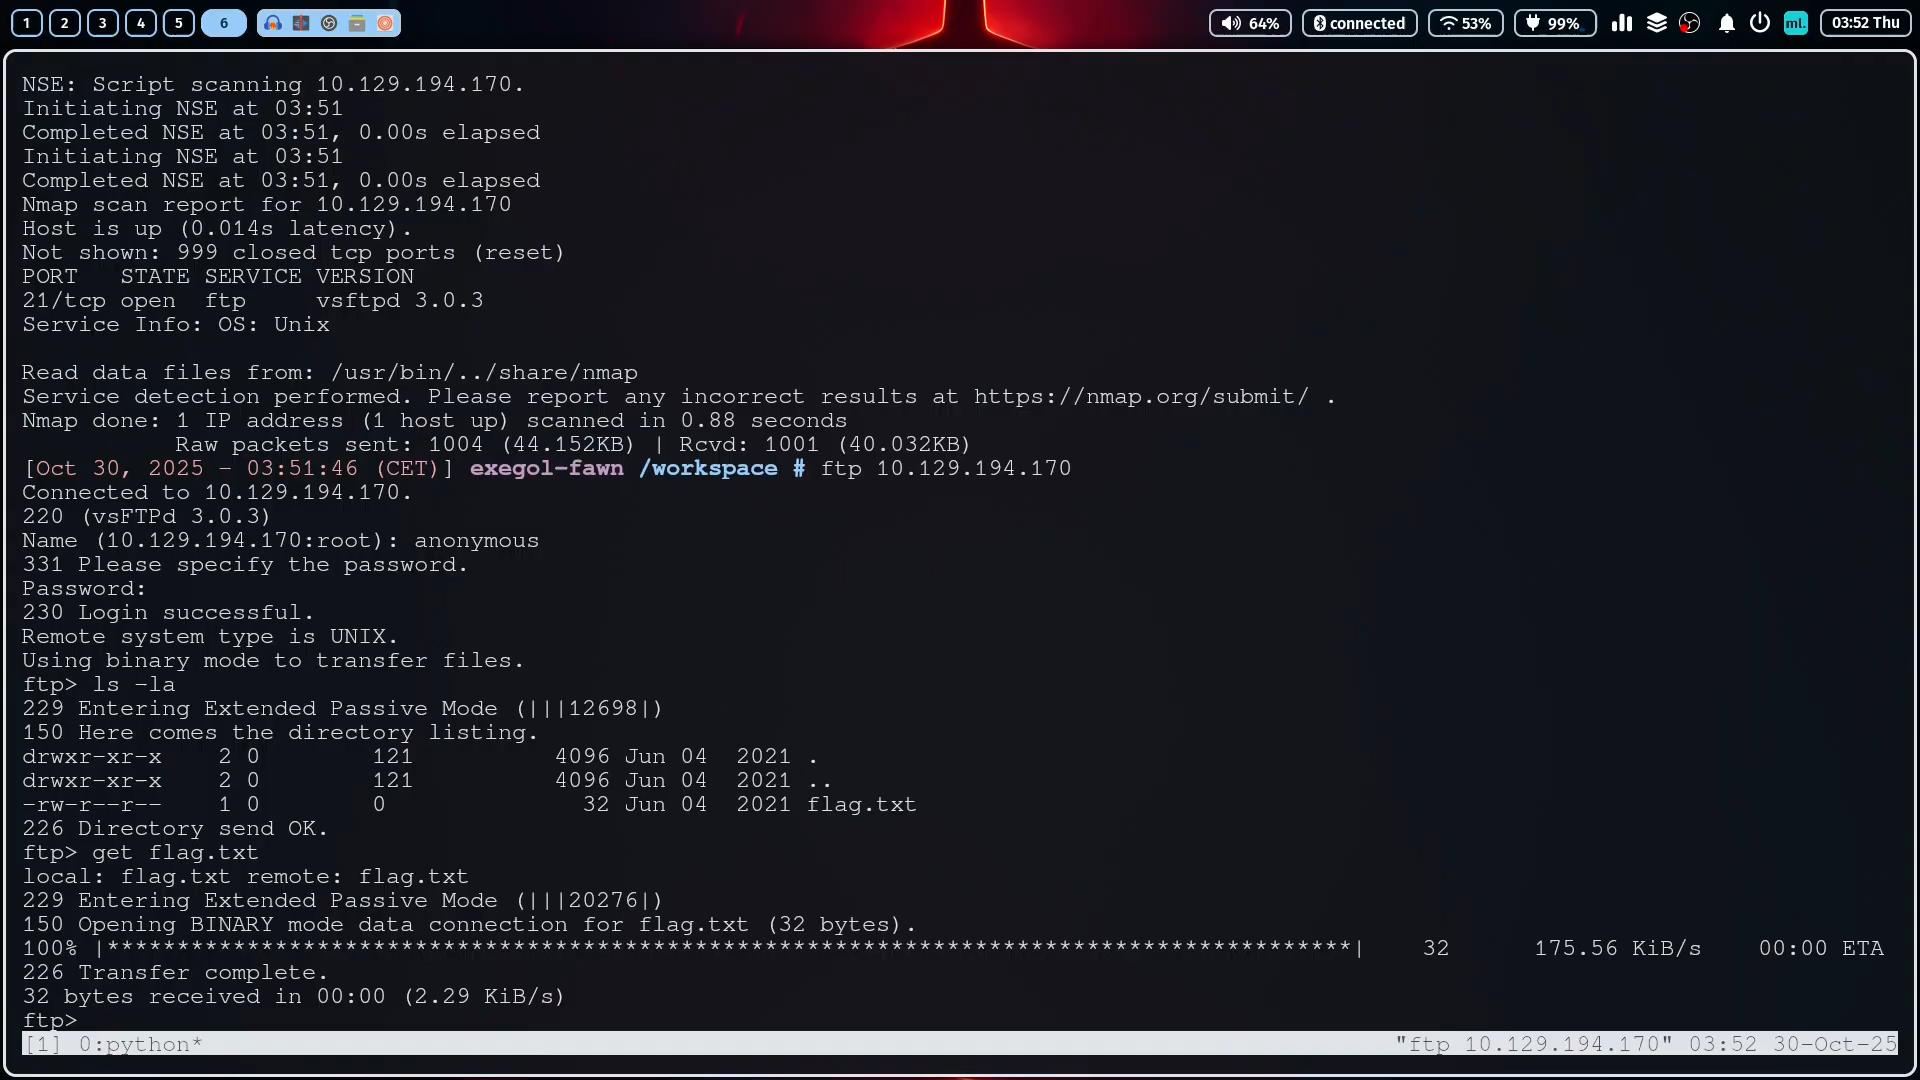 1 2 3 4 5 6 64% connected 53% 99% ml. 03:52 Thu
NSE: Script scanning 10.129.194.170.
Initiating NSE at 03:51
Completed NSE at 03:51, 0.00s elapsed
Initiating NSE at 03:51
Completed NSE at 03:51, 0.00s elapsed
Nmap scan report for 10.129.194.170
Host is up (0.014s latency).
Not shown: 999 closed tcp ports (reset)
PORT   STATE SERVICE VERSION
21/tcp open  ftp     vsftpd 3.0.3
Service Info: OS: Unix
Read data files from: /usr/bin/../share/nmap
Service detection performed. Please report any incorrect results at https://nmap.org/submit/ .
Nmap done: 1 IP address (1 host up) scanned in 0.88 seconds
Raw packets sent: 1004 (44.152KB) | Rcvd: 1001 (40.032KB)
[Oct 30, 2025 - 03:51:46 (CET)] exegol-fawn /workspace # ftp 10.129.194.170
Connected to 10.129.194.170.
220 (vsFTPd 3.0.3)
Name (10.129.194.170:root): anonymous
331 Please specify the password.
Password:
230 Login successful.
Remote system type is UNIX.
Using binary mode to transfer files.
ftp> ls -la
229 Entering Extended Passive Mode (|||12698|)
150 Here comes the directory listing.
drwxr-xr-x    2 0        121          4096 Jun 04  2021 .
drwxr-xr-x    2 0        121          4096 Jun 04  2021 ..
-rw-r--r--    1 0        0              32 Jun 04  2021 flag.txt
226 Directory send OK.
ftp> get flag.txt
local: flag.txt remote: flag.txt
229 Entering Extended Passive Mode (|||20276|)
150 Opening BINARY mode data connection for flag.txt (32 bytes).
100% |*****************************************************************************************|    32      175.56 KiB/s    00:00 ETA
226 Transfer complete.
32 bytes received in 00:00 (2.29 KiB/s)
ftp>
[1] 0:python* "ftp 10.129.194.170" 03:52 30-Oct-25